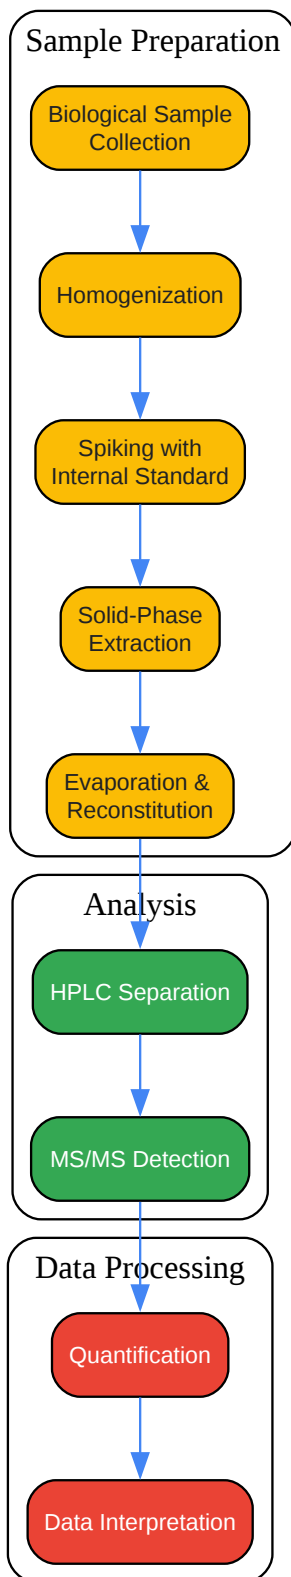 Sample Preparation
Biological Sample
Collection
Homogenization
Spiking with
Internal Standard
Solid-Phase
Extraction
Evaporation &
Reconstitution
Analysis
HPLC Separation
MS/MS Detection
Data Processing
Quantification
Data Interpretation